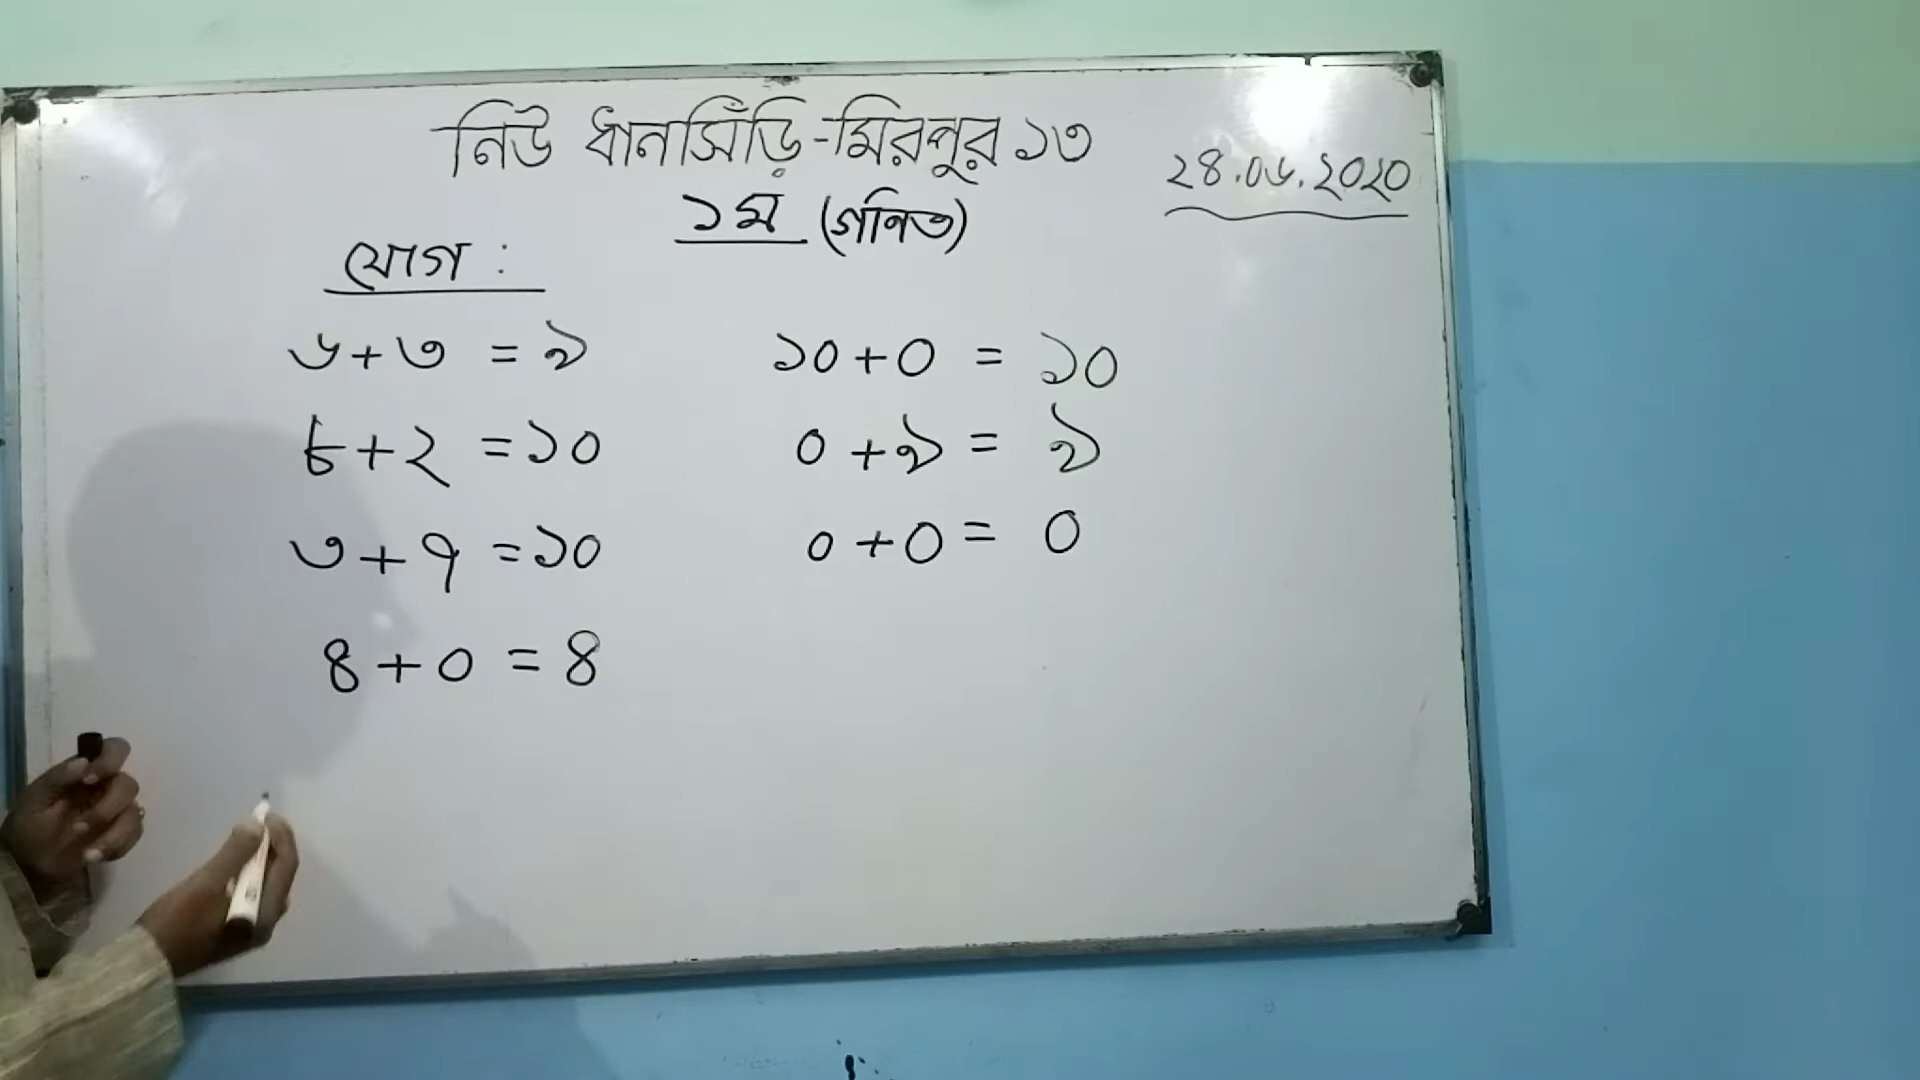 নিউ ধানসিঁড়ি-মিরপুর ১৩
২৪.০৬.২০২০
১ম (গনিত)
যোগ :
৬+৩ = ৯
৮+২ = ১০
৩+৭ = ১০
৪+০ = ৪
১০+০ = ১০
০+৯ = ৯
০+০ = ০